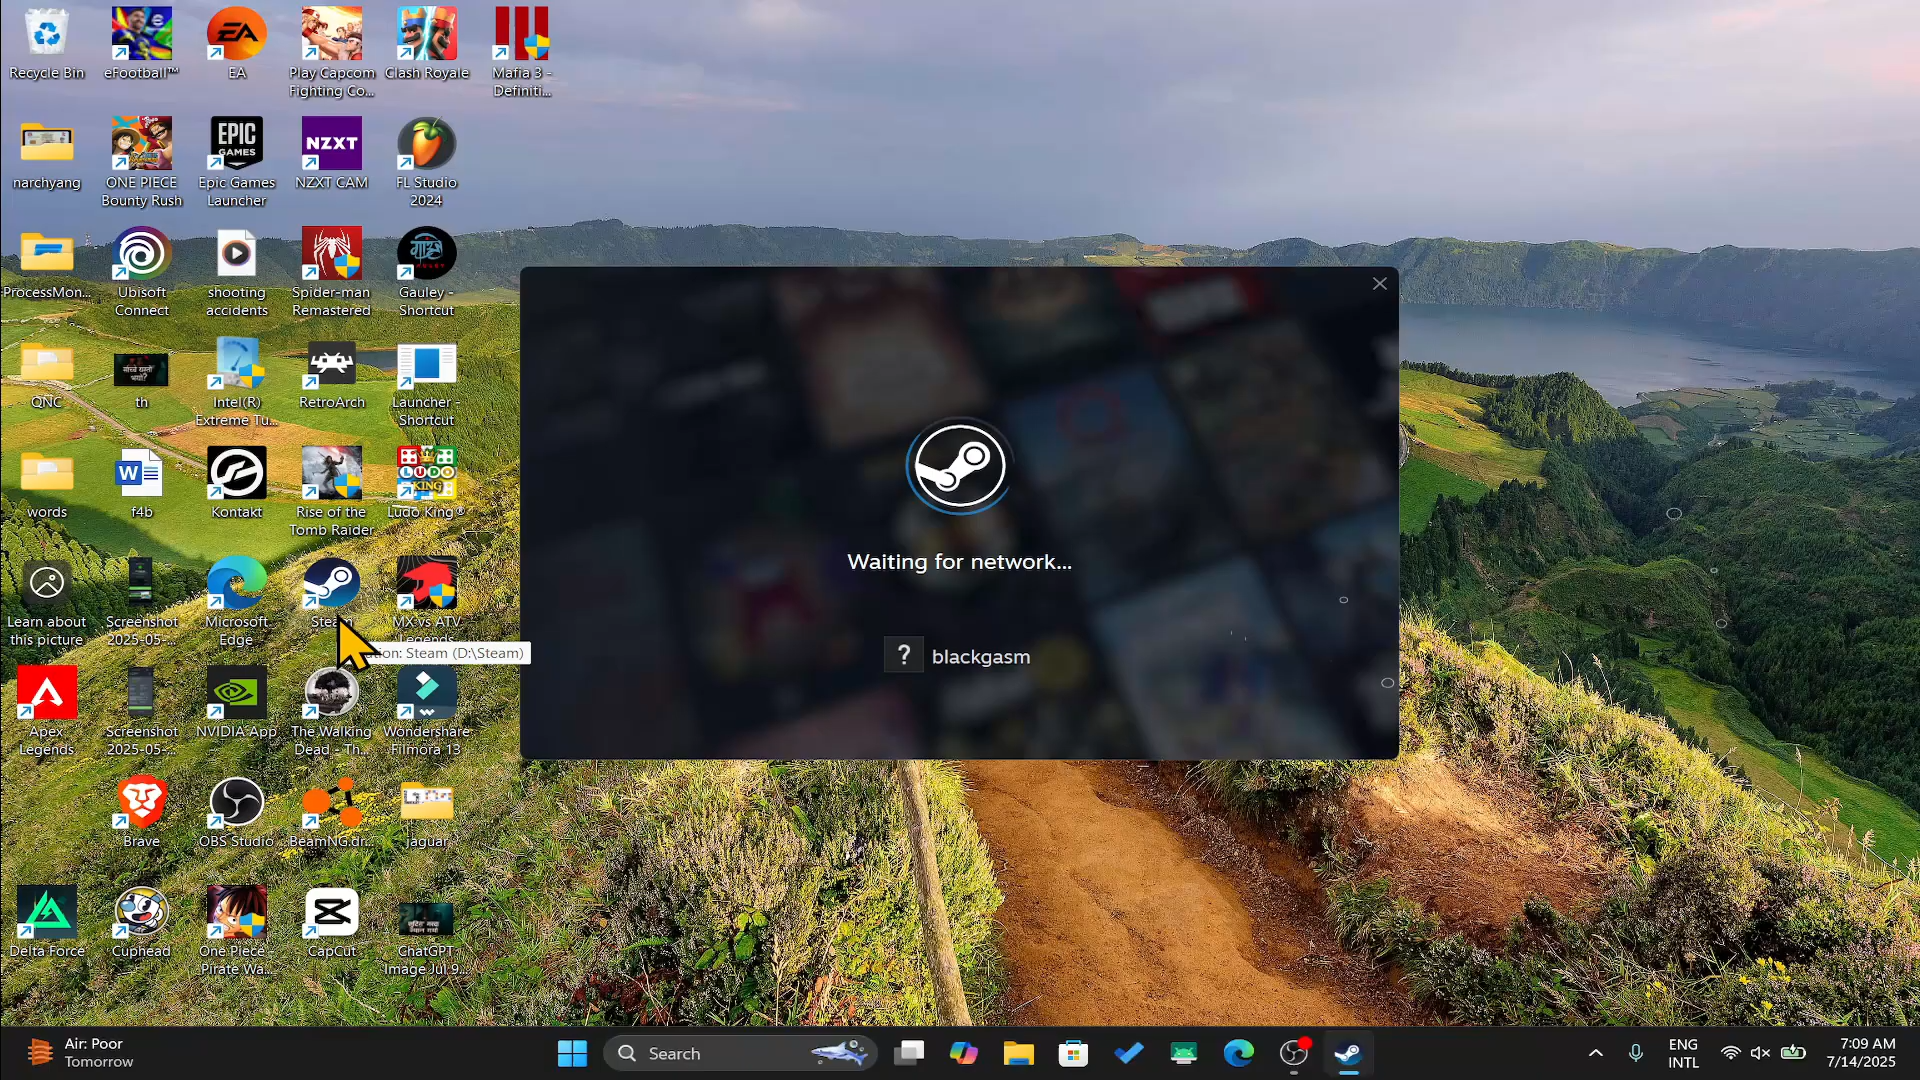 Recycle Bin
eFootball™
EA
Play Capcom
Fighting Co...
Clash Royale
Mafia 3 -
Definiti...
narchyang
ONE PIECE
Bounty Rush
EPIC
GAMES
Epic Games
Launcher
NZXT
NZXT CAM
FL Studio
2024
ProcessMon...
Ubisoft
Connect
shooting
accidents
Spider-man
Remastered
Gauley -
Shortcut
QNC
th
Intel(R)
Extreme Tu...
RetroArch
Launcher -
Shortcut
words
f4b
Kontakt
Rise of the
Tomb Raider
LUDO
KING
Ludo King®
Learn about
this picture
Screenshot
2025-05-...
Microsoft
Edge
Steam
MX vs ATV
Legends
Steam (D:\Steam)
Apex
Legends
Screenshot
2025-05-...
NVIDIA App
The Walking
Dead - Th...
Wondershare
Filmora 13
Brave
OBS Studio
BeamNG.dr...
jaguar
Delta Force
Cuphead
One Piece -
Pirate Wa...
CapCut
ChatGPT
Image Jul 9...
Waiting for network...
? blackgasm
Air: Poor
Tomorrow
Search
ENG
INTL
7:09 AM
7/14/2025